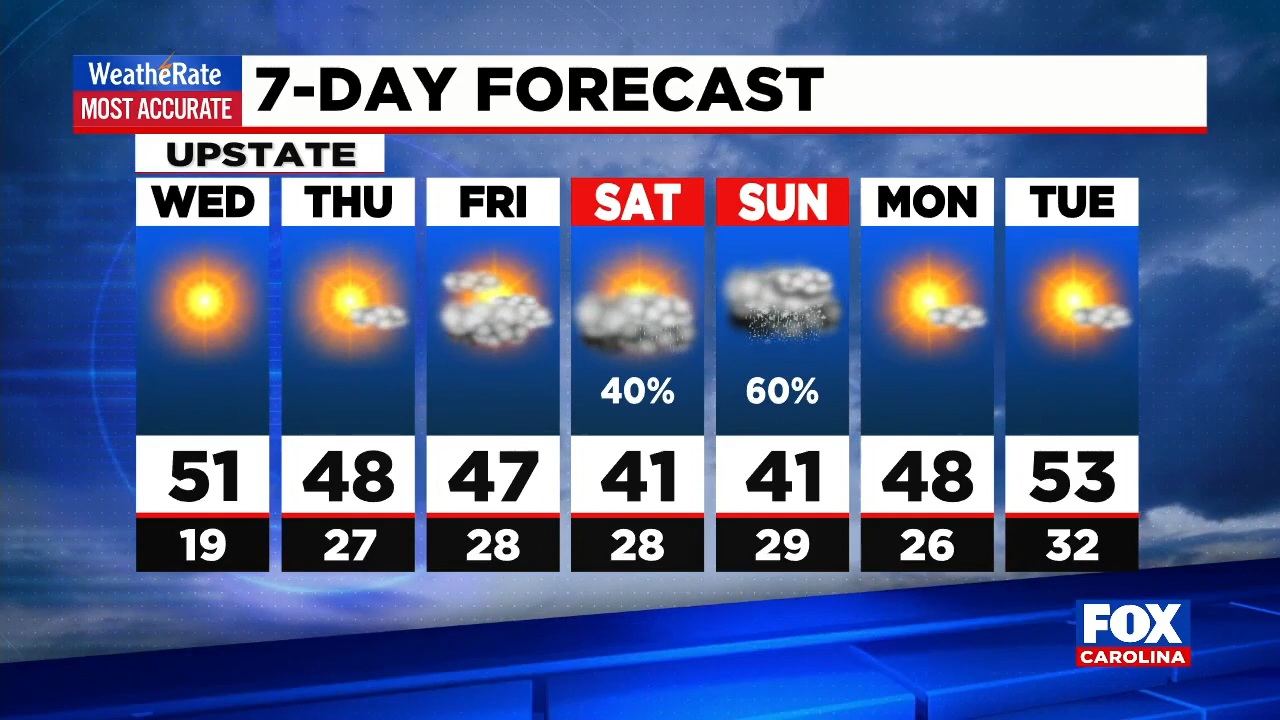 WeatheRate
MOST ACCURATE
7-DAY FORECAST
UPSTATE
WED THU FRI SAT SUN MON TUE
40% 60%
51 48 47 41 41 48 53
19 27 28 28 29 26 32
FOX
CAROLINA